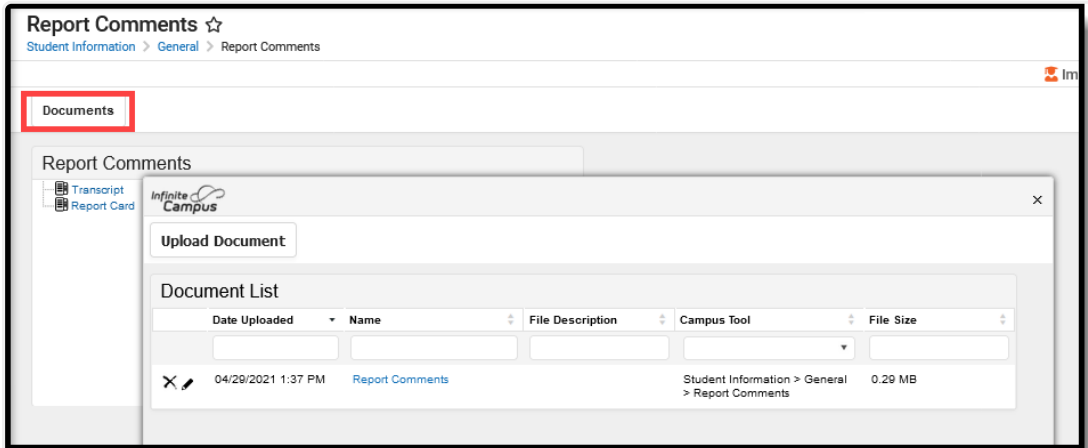 Report Comments
Student Information > General > Report Comments
Im
Documents
Report Comments
Transcript
Report Card
Infinite Campus
Upload Document
Document List
Date Uploaded Name File Description Campus Tool File Size
04/29/2021 1:37 PM Report Comments Student Information > General 0.29 MB
> Report Comments